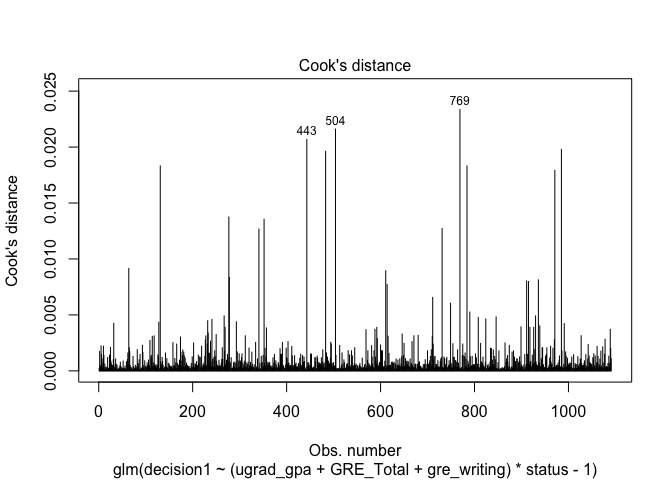 Cook's distance
Cook's distance
0.025
0.020
0.015
0.010
0.005
0.000
443
504
769
0 200 400 600 800 1000
Obs. number
glm(decision1 ~ (ugrad_gpa + GRE_Total + gre_writing) * status - 1)